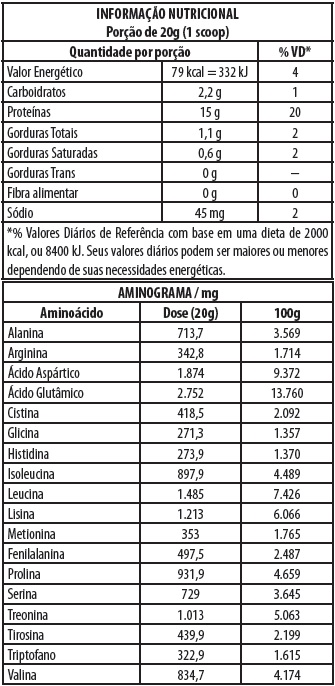 INFORMAÇÃO NUTRICIONAL
Porção de 20g (1 scoop)
Quantidade por porção % VD*
Valor Energético 79 kcal = 332 kJ 4
Carboidratos 2,2 g 1
Proteínas 15 g 20
Gorduras Totais 1,1 g 2
Gorduras Saturadas 0,6 g 2
Gorduras Trans 0 g –
Fibra alimentar 0 g 0
Sódio 45 mg 2
*% Valores Diários de Referência com base em uma dieta de 2000
kcal, ou 8400 kJ. Seus valores diários podem ser maiores ou menores
dependendo de suas necessidades energéticas.
AMINOGRAMA / mg
Aminoácido Dose (20g) 100g
Alanina 713,7 3.569
Arginina 342,8 1.714
Ácido Aspártico 1.874 9.372
Ácido Glutâmico 2.752 13.760
Cistina 418,5 2.092
Glicina 271,3 1.357
Histidina 273,9 1.370
Isoleucina 897,9 4.489
Leucina 1.485 7.426
Lisina 1.213 6.066
Metionina 353 1.765
Fenilalanina 497,5 2.487
Prolina 931,9 4.659
Serina 729 3.645
Treonina 1.013 5.063
Tirosina 439,9 2.199
Triptofano 322,9 1.615
Valina 834,7 4.174